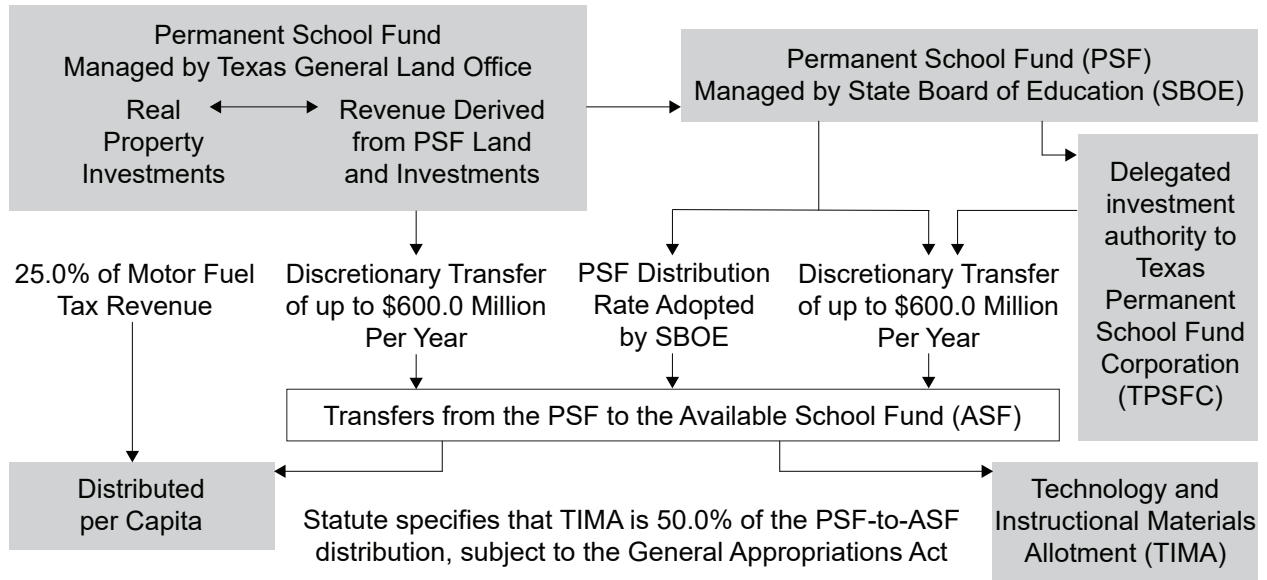 Permanent School Fund
Managed by Texas General Land Office
Real
Property
Investments
Revenue Derived
from PSF Land
and Investments
Permanent School Fund (PSF)
Managed by State Board of Education (SBOE)
Delegated
investment
authority to
Texas
Permanent
School Fund
Corporation
(TPSFC)
25.0% of Motor Fuel
Tax Revenue
Discretionary Transfer
of up to $600.0 Million
Per Year
PSF Distribution
Rate Adopted
by SBOE
Discretionary Transfer
of up to $600.0 Million
Per Year
Transfers from the PSF to the Available School Fund (ASF)
Distributed
per Capita
Statute specifies that TIMA is 50.0% of the PSF-to-ASF
distribution, subject to the General Appropriations Act
Technology and
Instructional Materials
Allotment (TIMA)